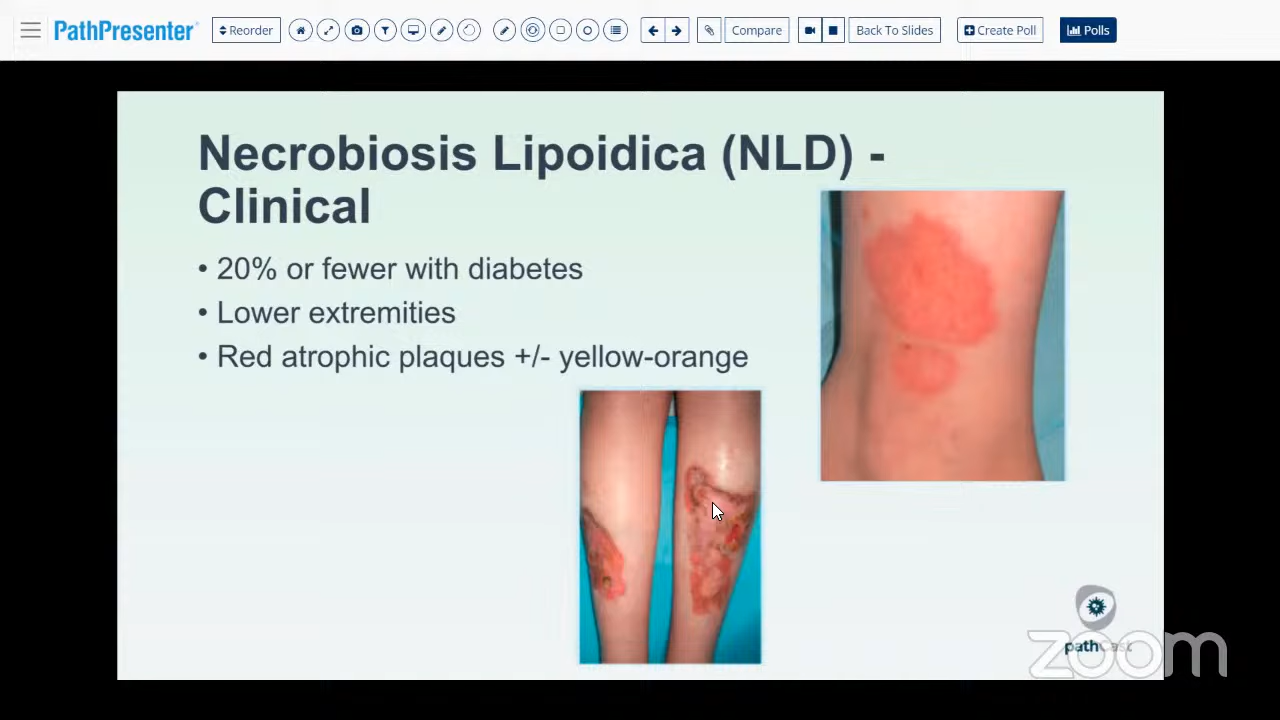 PathPresenter
Reorder
Compare
Back To Slides
Create Poll
Polls
Necrobiosis Lipoidica (NLD) -
Clinical
• 20% or fewer with diabetes
• Lower extremities
• Red atrophic plaques +/- yellow-orange
pathCast
zoom